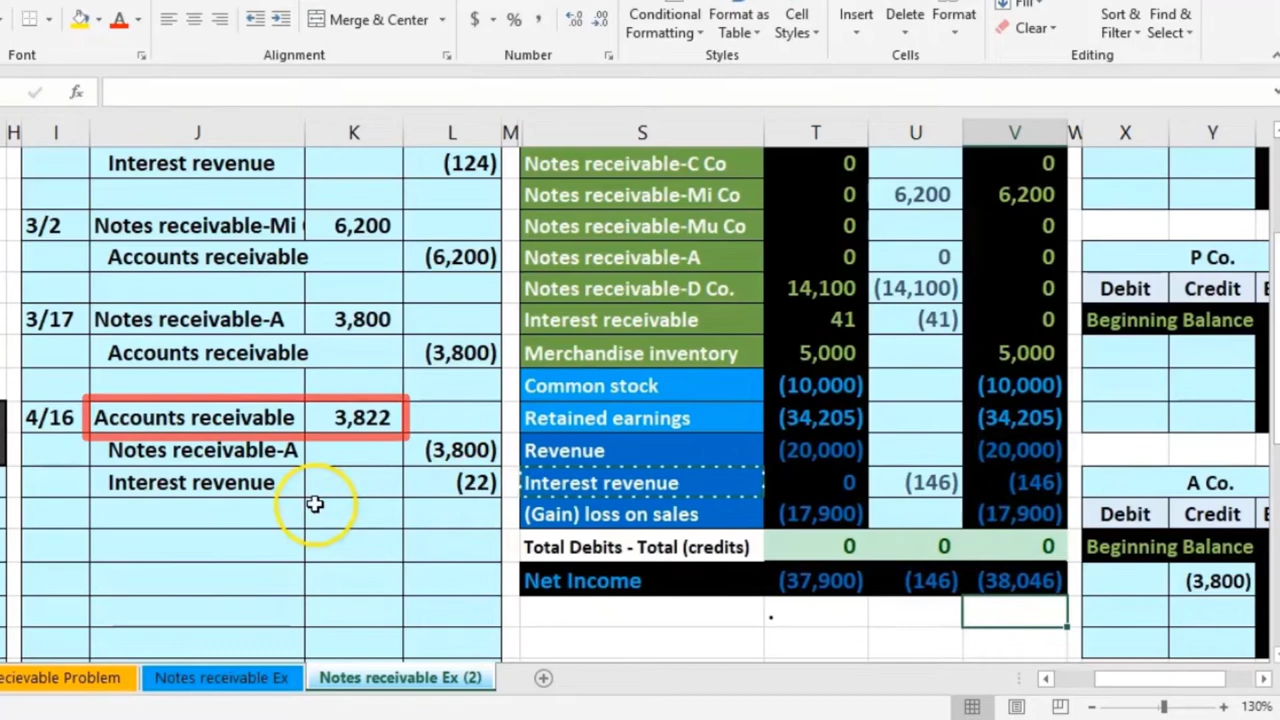 Merge & Center
$ % ,
Conditional Formatting
Format as Table
Cell Styles
Insert
Delete
Format
Clear
Sort & Filter
Find & Select
Font
Alignment
Number
Styles
Cells
Editing
fx
H I J K L M S T U V W X Y
Interest revenue (124)
3/2 Notes receivable-Mi 6,200
Accounts receivable (6,200)
3/17 Notes receivable-A 3,800
Accounts receivable (3,800)
4/16 Accounts receivable 3,822
Notes receivable-A (3,800)
Interest revenue (22)
Notes receivable-C Co 0 0
Notes receivable-Mi Co 0 6,200 6,200
Notes receivable-Mu Co 0 0
Notes receivable-A 0 0 0
Notes receivable-D Co. 14,100 (14,100) 0
Interest receivable 41 (41) 0
Merchandise inventory 5,000 5,000
Common stock (10,000) (10,000)
Retained earnings (34,205) (34,205)
Revenue (20,000) (20,000)
Interest revenue 0 (146) (146)
(Gain) loss on sales (17,900) (17,900)
Total Debits - Total (credits) 0 0 0
Net Income (37,900) (146) (38,046)
.
P Co.
Debit Credit
Beginning Balance
A Co.
Debit Credit
Beginning Balance
(3,800)
ecievable Problem
Notes receivable Ex
Notes receivable Ex (2)
130%